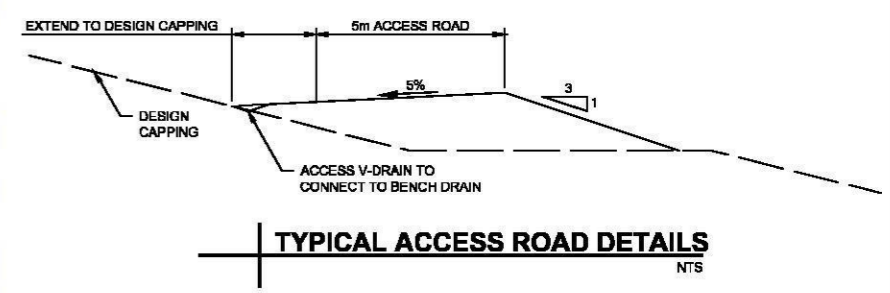 EXTEND TO DESIGN CAPPING
5m ACCESS ROAD
5%
3
1
DESIGN
CAPPING
ACCESS V-DRAIN TO
CONNECT TO BENCH DRAIN
TYPICAL ACCESS ROAD DETAILS
NTS